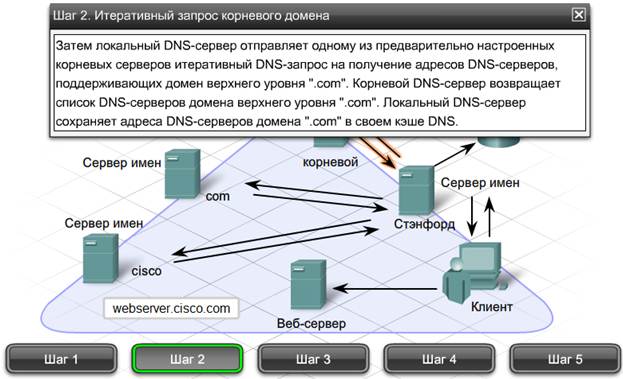 Шаг 2. Итеративный запрос корневого домена
Затем локальный DNS-сервер отправляет одному из предварительно настроенных
корневых серверов итеративный DNS-запрос на получение адресов DNS-серверов,
поддерживающих домен верхнего уровня ".com". Корневой DNS-сервер возвращает
список DNS-серверов домена верхнего уровня ".com". Локальный DNS-сервер
сохраняет адреса DNS-серверов домена ".com" в своем кэше DNS.
корневой
Сервер имен
com
Сервер имен
Стэнфорд
Сервер имен
cisco
webserver.cisco.com
Веб-сервер
Клиент
Шаг 1
Шаг 2
Шаг 3
Шаг 4
Шаг 5